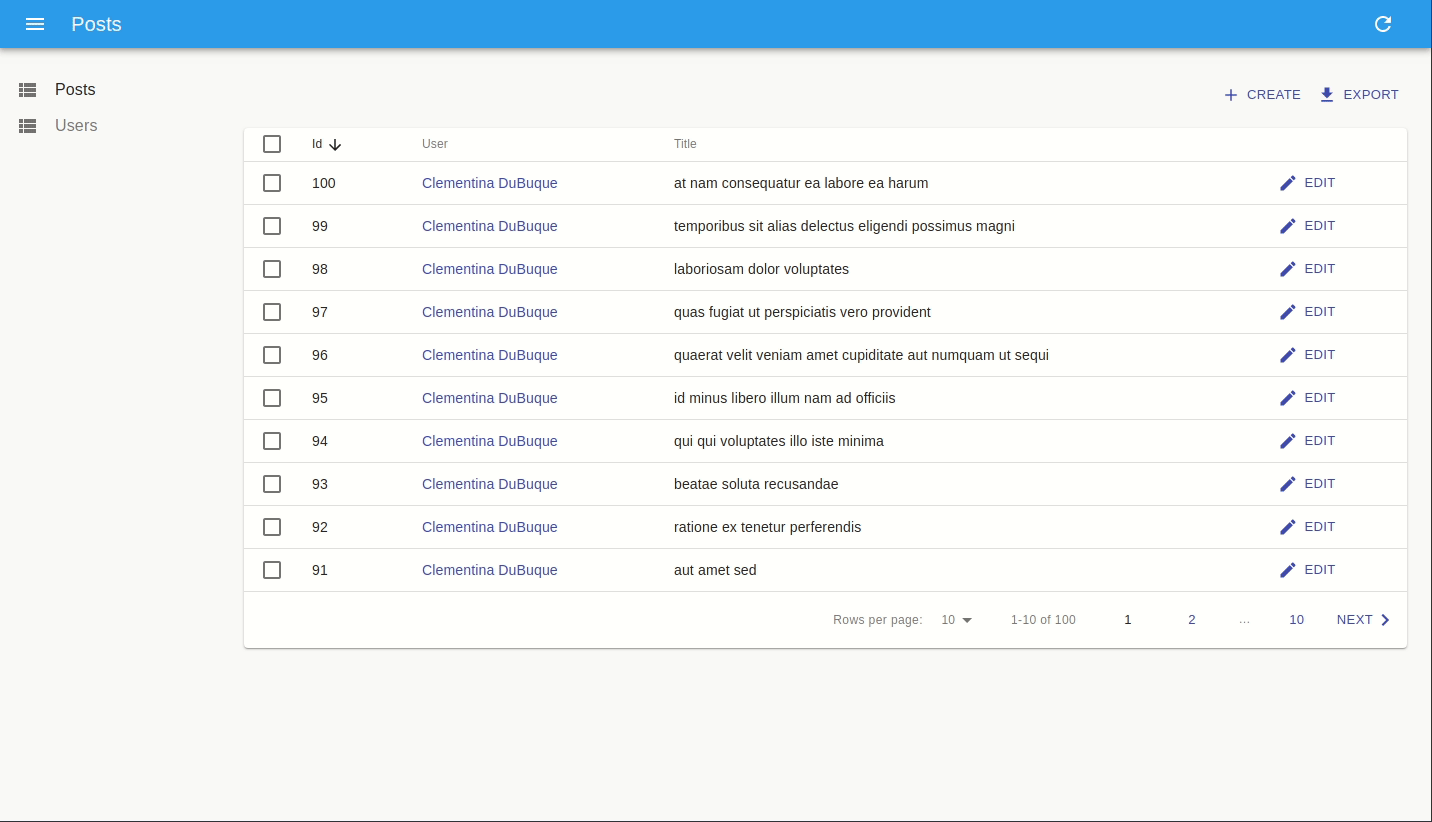 Posts
Posts
Users
CREATE EXPORT
Id User Title
100 Clementina DuBuque at nam consequatur ea labore ea harum EDIT
99 Clementina DuBuque temporibus sit alias delectus eligendi possimus magni EDIT
98 Clementina DuBuque laboriosam dolor voluptates EDIT
97 Clementina DuBuque quas fugiat ut perspiciatis vero provident EDIT
96 Clementina DuBuque quaerat velit veniam amet cupiditate aut numquam ut sequi EDIT
95 Clementina DuBuque id minus libero illum nam ad officiis EDIT
94 Clementina DuBuque qui qui voluptates illo iste minima EDIT
93 Clementina DuBuque beatae soluta recusandae EDIT
92 Clementina DuBuque ratione ex tenetur perferendis EDIT
91 Clementina DuBuque aut amet sed EDIT
Rows per page: 10 1-10 of 100 1 2 ... 10 NEXT